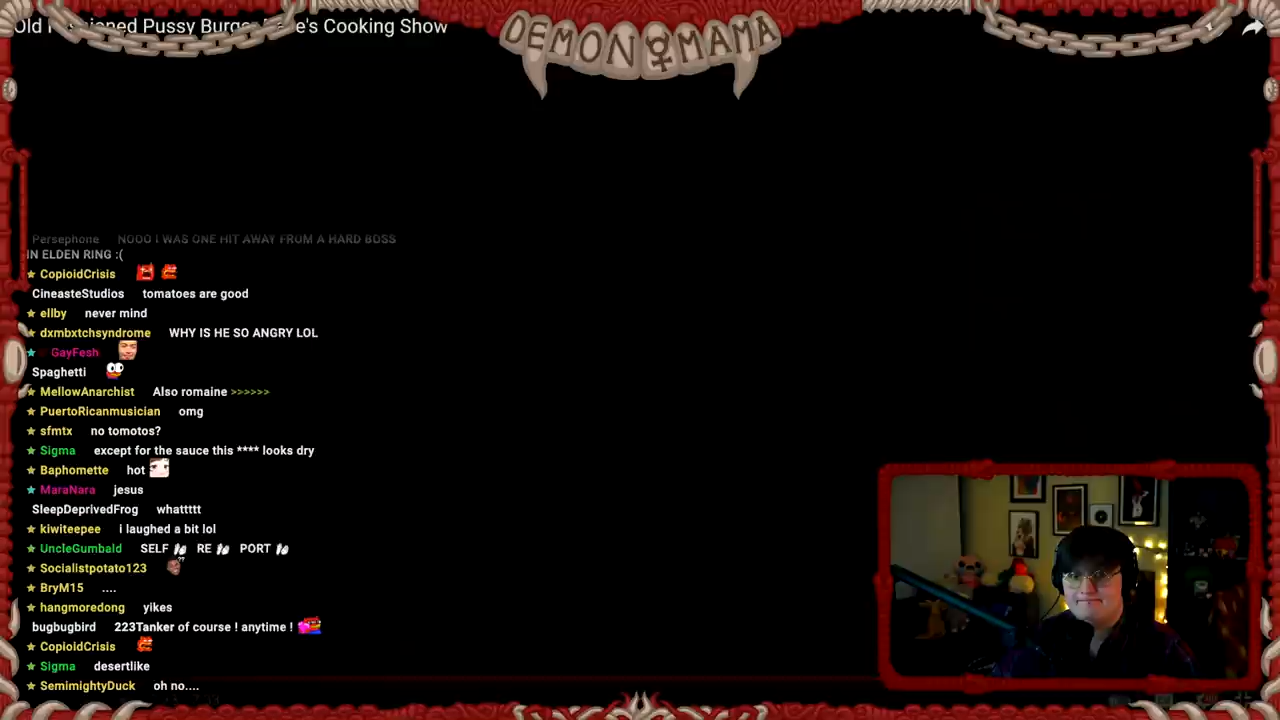 Old Pussy Burger 's Cooking Show
DEMON MAMA
Persephone NOOO I WAS ONE HIT AWAY FROM A HARD BOSS
IN ELDEN RING :(
CopioidCrisis
CineasteStudios tomatoes are good
ellby never mind
dxmbxtchsyndrome WHY IS HE SO ANGRY LOL
GayFesh
Spaghetti
MellowAnarchist Also romaine >>>>>>
PuertoRicanmusician omg
sfmtx no tomotos?
Sigma except for the sauce this **** looks dry
Baphomette hot
MaraNara jesus
SleepDeprivedFrog whattttt
kiwiteepee i laughed a bit lol
UncleGumbald SELF RE PORT
Socialistpotato123
BryM15 ....
hangmoredong yikes
bugbugbird 223Tanker of course ! anytime !
CopioidCrisis
Sigma desertlike
SemimightyDuck oh no....